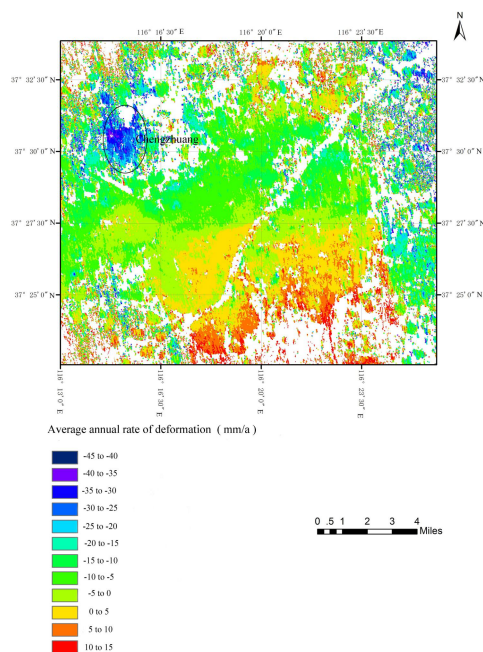 N
116° 16′ 30″ E 116° 20′ 0″ E 116° 23′ 30″ E
37° 32′ 30″ N 37° 32′ 30″ N
Chengzhuang
37° 30′ 0″ N 37° 30′ 0″ N
37° 27′ 30″ N 37° 27′ 30″ N
37° 25′ 0″ N 37° 25′ 0″ N
116° 13′ 0″ E 116° 16′ 30″ E 116° 20′ 0″ E 116° 23′ 30″ E
Average annual rate of deformation ( mm/a )
-45 to -40
-40 to -35
-35 to -30
-30 to -25
-25 to -20
-20 to -15
-15 to -10
-10 to -5
-5 to 0
0 to 5
5 to 10
10 to 15
0 .5 1 2 3 4
Miles